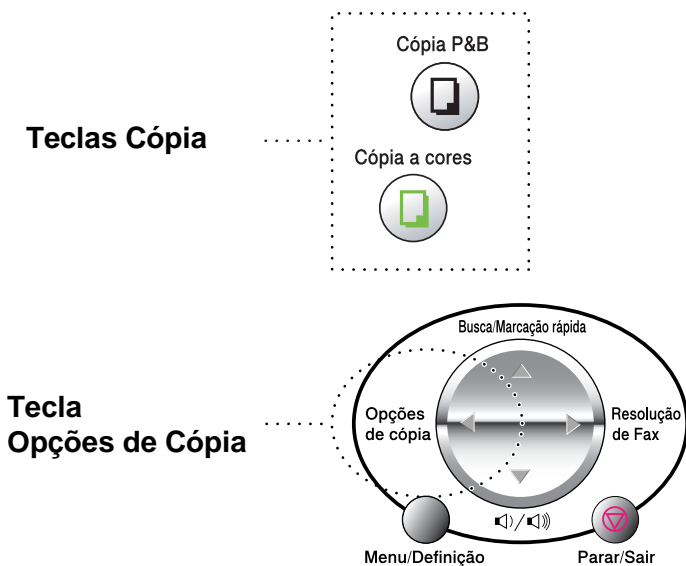 Cópia P&B
Teclas Cópia
Cópia a cores
Busca/Marcação rápida
Tecla
Opções de Cópia
Opções
de cópia
Resolução
de Fax
Menu/Definição
Parar/Sair